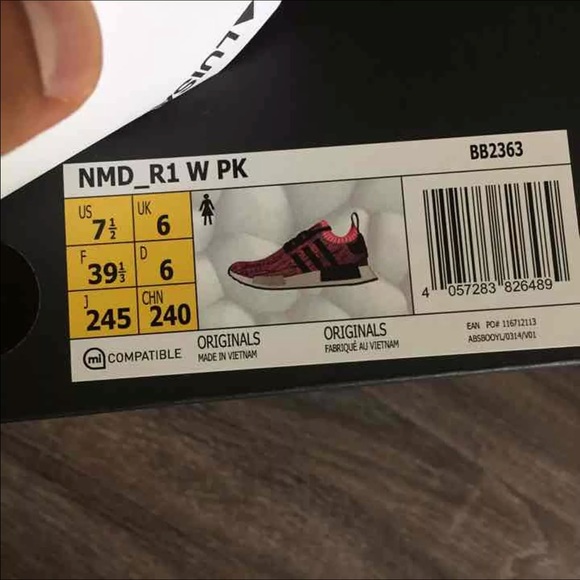 LUIS
NMD_R1 W PK
BB2363
US 7½ UK 6
F 39⅓ D 6
J 245 CHN 240
mi COMPATIBLE
ORIGINALS
MADE IN VIETNAM
ORIGINALS
FABRIQUÉ AU VIETNAM
4 057283 826489
EAN PO# 116712113
ABSBOOYL/0314/V01